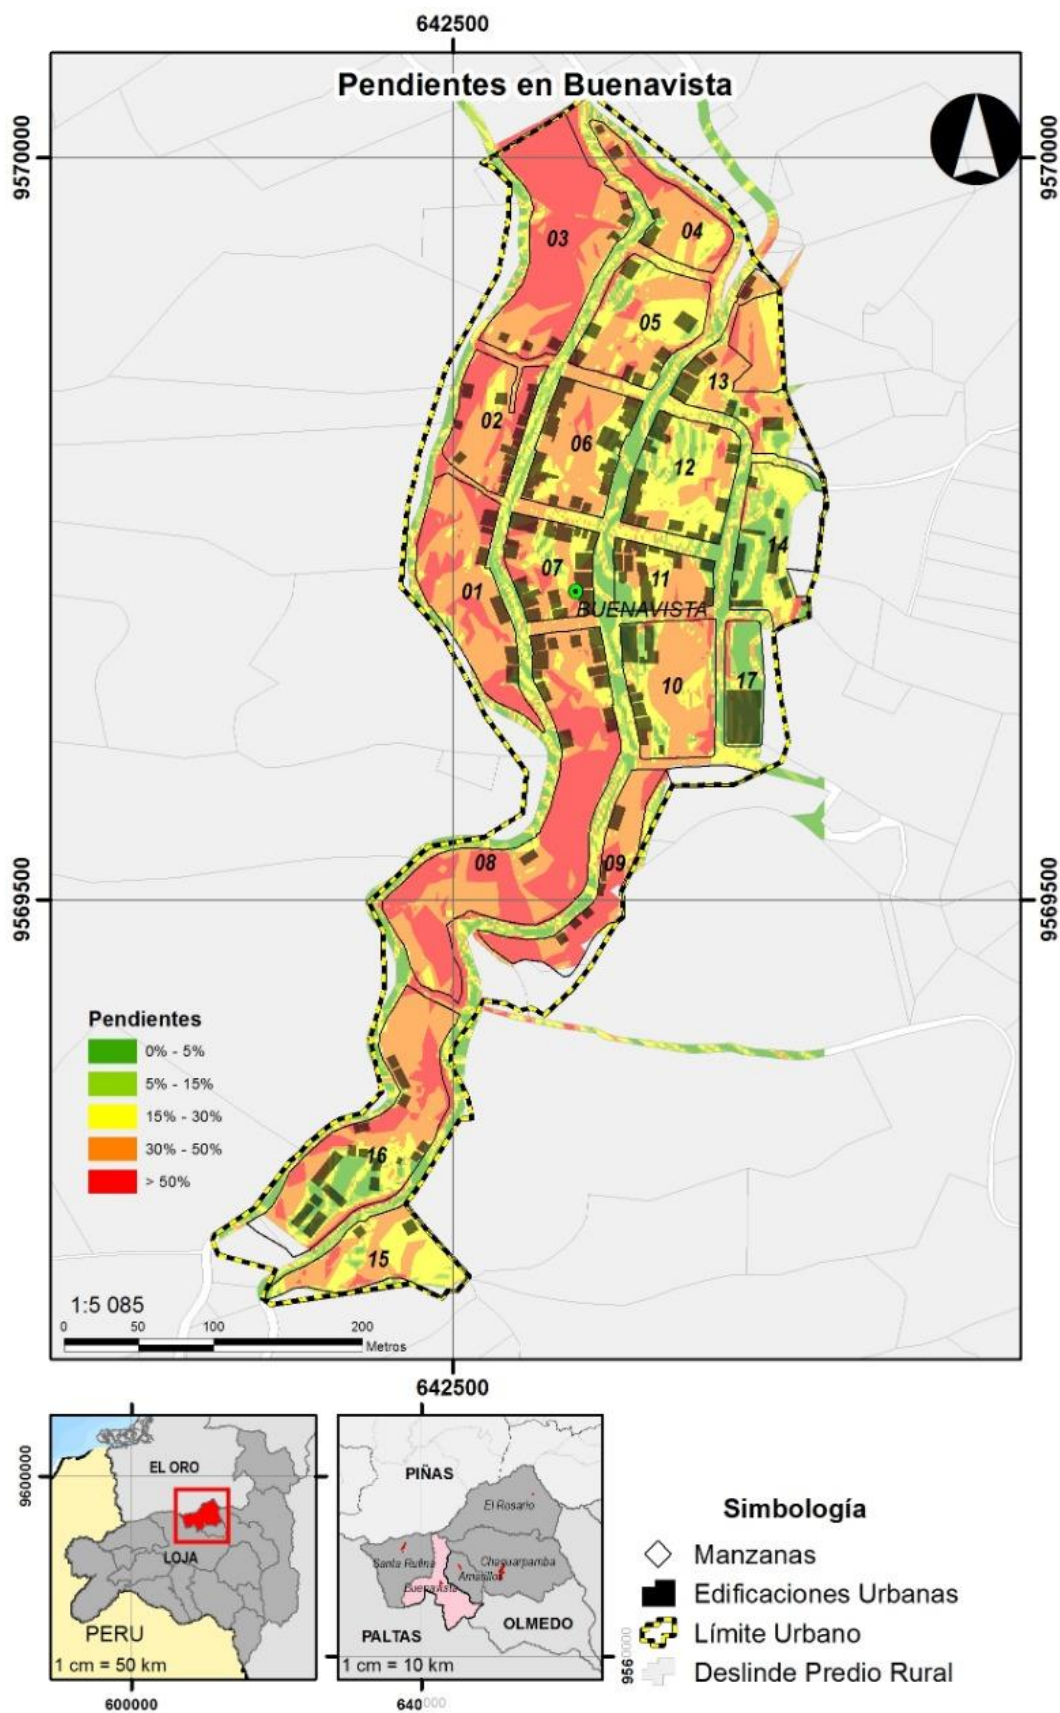 642500
Pendientes en Buenavista
9570000
9570000
03
04
05
13
02
06
12
14
07
11
01
BUENAVISTA
10
17
08
09
9569500
9569500
Pendientes
0% - 5%
5% - 15%
15% - 30%
30% - 50%
> 50%
16
15
1:5 085
0 50 100 200
Metros
642500
9600000
EL ORO
LOJA
PERU
1 cm = 50 km
600000
PIÑAS
El Rosario
Santa Rufina
Chaguarpamba
Amarillos
Buenavista
OLMEDO
PALTAS
1 cm = 10 km
9560000
640000
Simbología
Manzanas
Edificaciones Urbanas
Límite Urbano
Deslinde Predio Rural